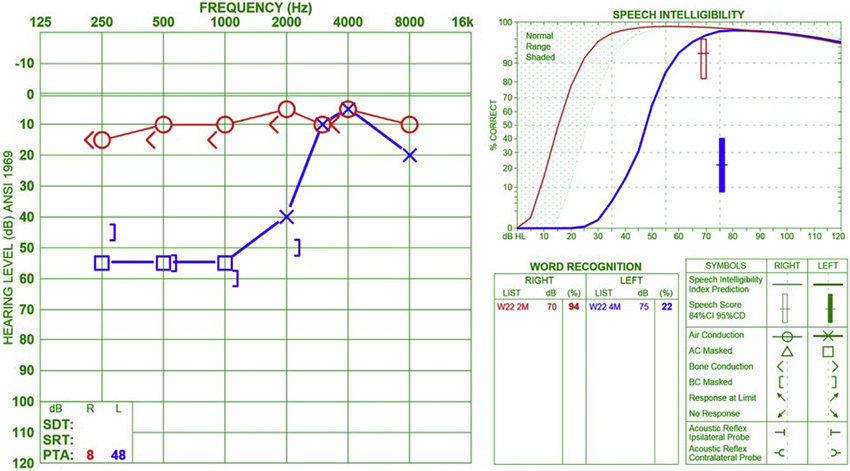 FREQUENCY (Hz)
125 250 500 1000 2000 4000 8000 16k
HEARING LEVEL (dB) ANSI 1969
-10
0
10
20
30
40
50
60
70
80
90
100
110
120
dB R L
SDT:
SRT:
PTA: 8 48
SPEECH INTELLIGIBILITY
% CORRECT
100
90
80
70
60
50
40
30
20
10
0
Normal
Range
Shaded
dB HL 10 20 30 40 50 60 70 80 90 100 110 120
WORD RECOGNITION
RIGHT LEFT
LIST dB (%) LIST dB (%)
W22 2M 70 94 W22 4M 75 22
SYMBOLS RIGHT LEFT
Speech Intelligibility
Index Prediction
Speech Score
84%CI 95%CD
Air Conduction
AC Masked
Bone Conduction
BC Masked
Response at Limit
No Response
Acoustic Reflex
Ipsilateral Probe
Acoustic Reflex
Contralateral Probe